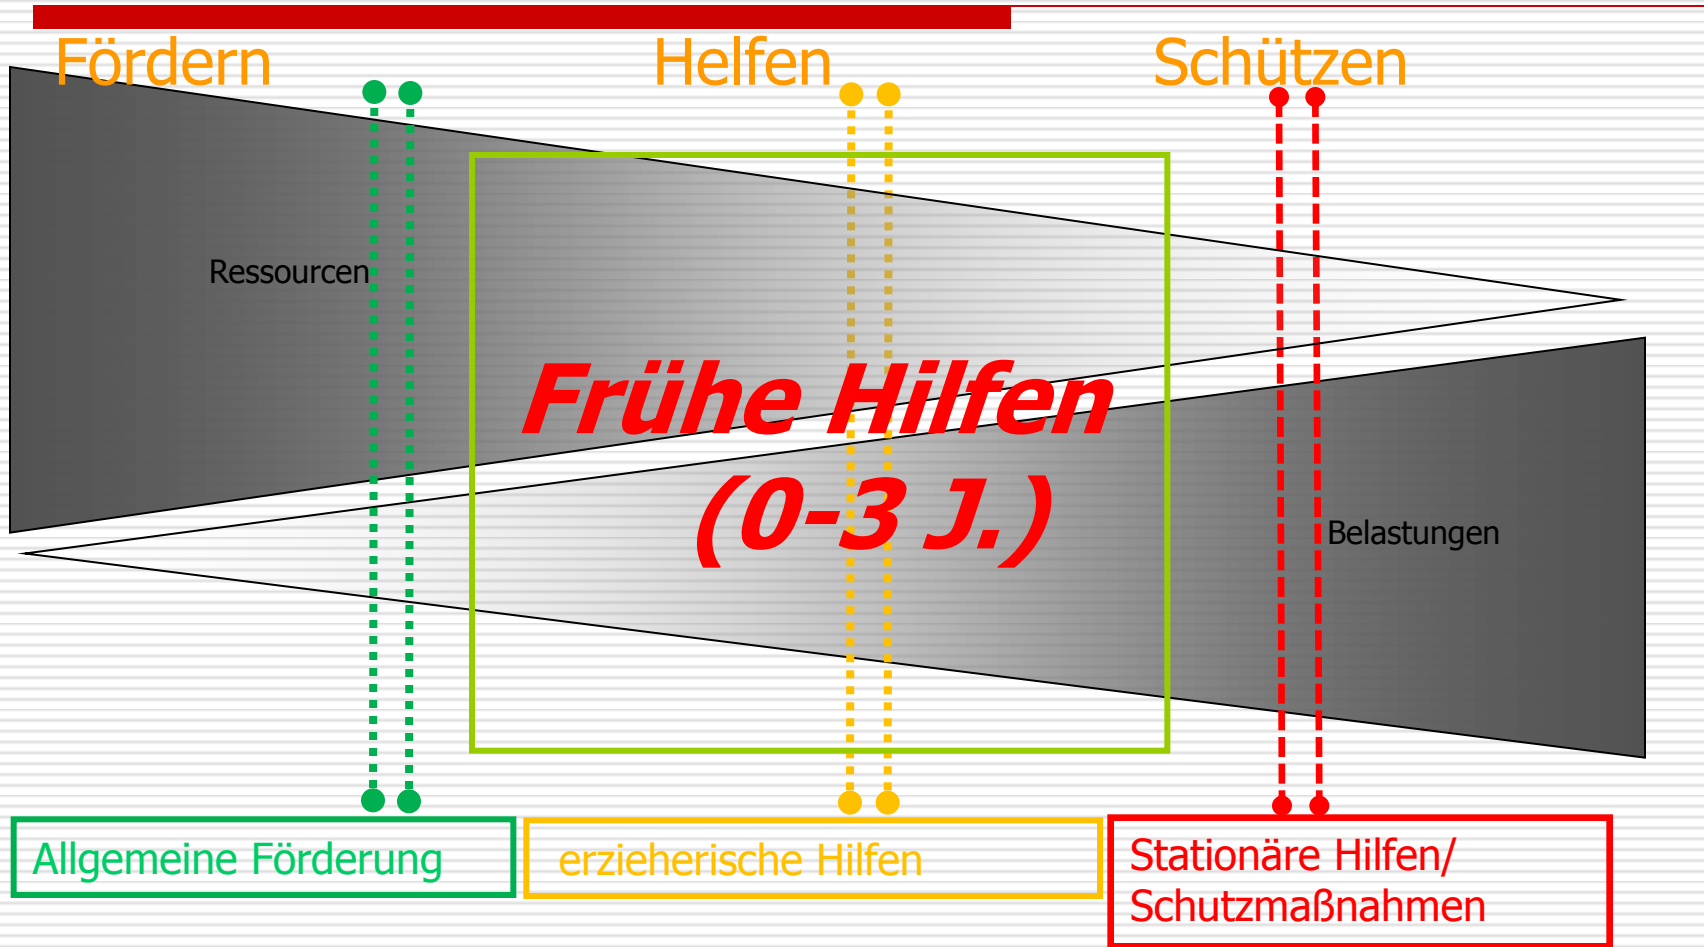 Fördern
Helfen
Schützen
Ressourcen
Frühe Hilfen
(0-3 J.)
Belastungen
Allgemeine Förderung
erzieherische Hilfen
Stationäre Hilfen/
Schutzmaßnahmen